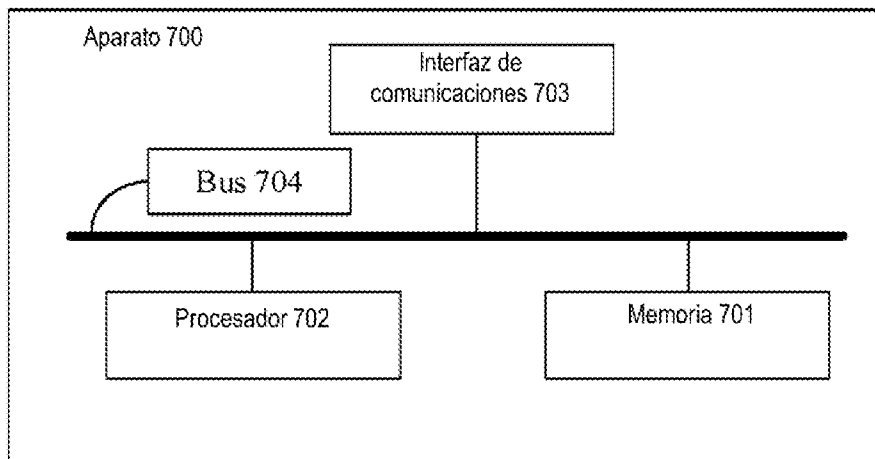 Aparato 700
Interfaz de
comunicaciones 703
Bus 704
Procesador 702
Memoria 701